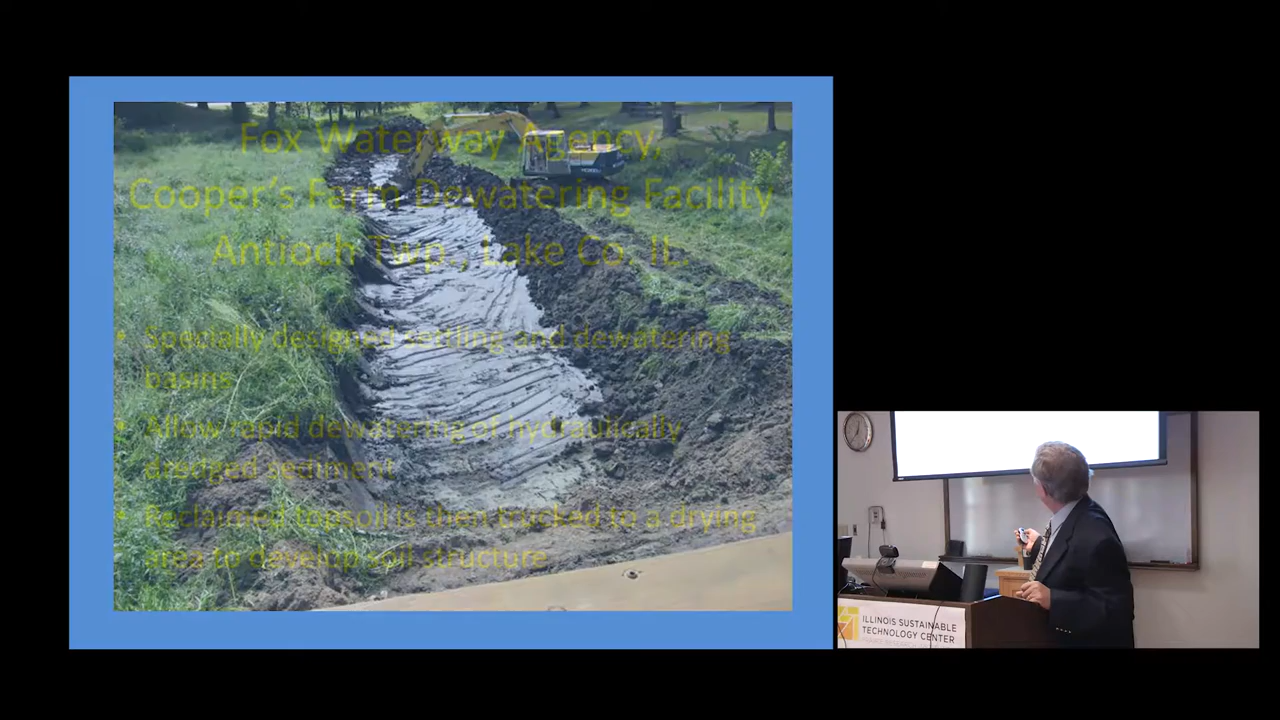 Fox Waterway Agency,
Cooper's Farm Dewatering Facility
Antioch Twp., Lake Co. IL.
• Specially designed settling and dewatering
basins
• Allow rapid dewatering of hydraulically
dredged sediment
• Reclaimed topsoil is then trucked to a drying
area to develop soil structure
ILLINOIS SUSTAINABLE
TECHNOLOGY CENTER